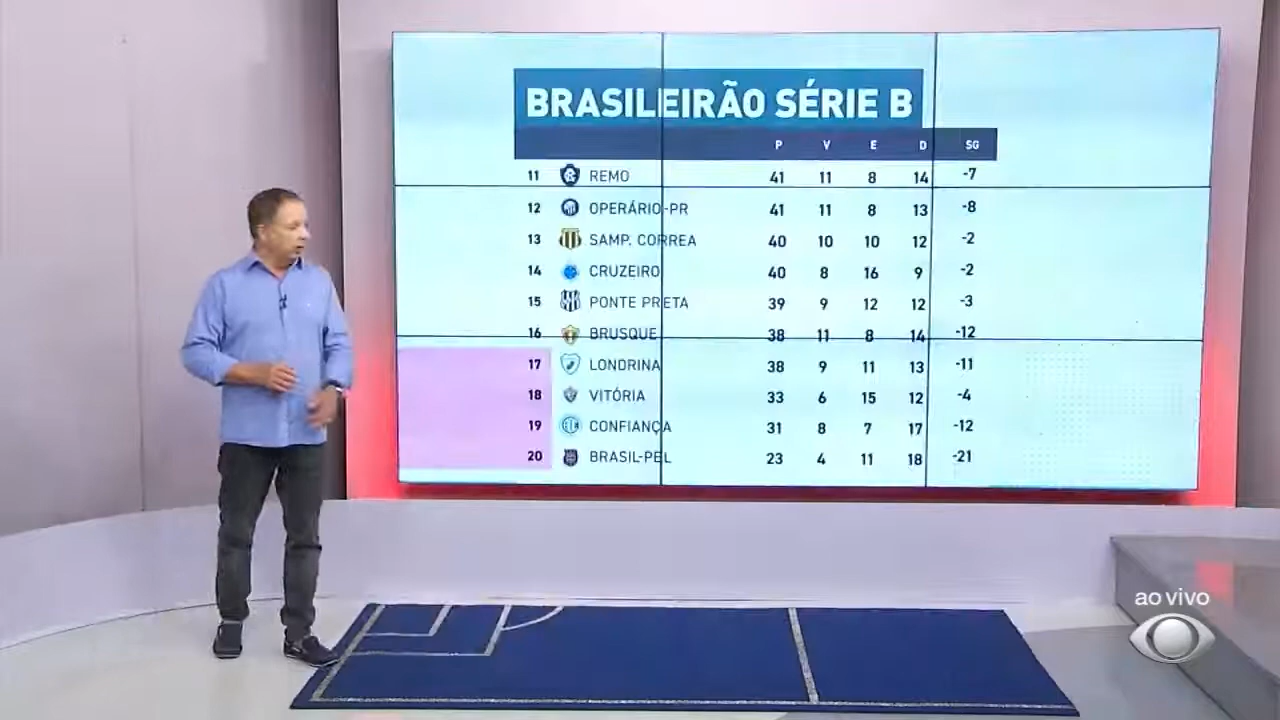 BRASILEIRÃO SÉRIE B
P V E D SG
11 REMO 41 11 8 14 -7
12 OPERÁRIO-PR 41 11 8 13 -8
13 SAMP. CORREA 40 10 10 12 -2
14 CRUZEIRO 40 8 16 9 -2
15 PONTE PRETA 39 9 12 12 -3
16 BRUSQUE 38 11 8 14 -12
17 LONDRINA 38 9 11 13 -11
18 VITÓRIA 33 6 15 12 -4
19 CONFIANÇA 31 8 7 17 -12
20 BRASIL-PEL 23 4 11 18 -21
ao vivo